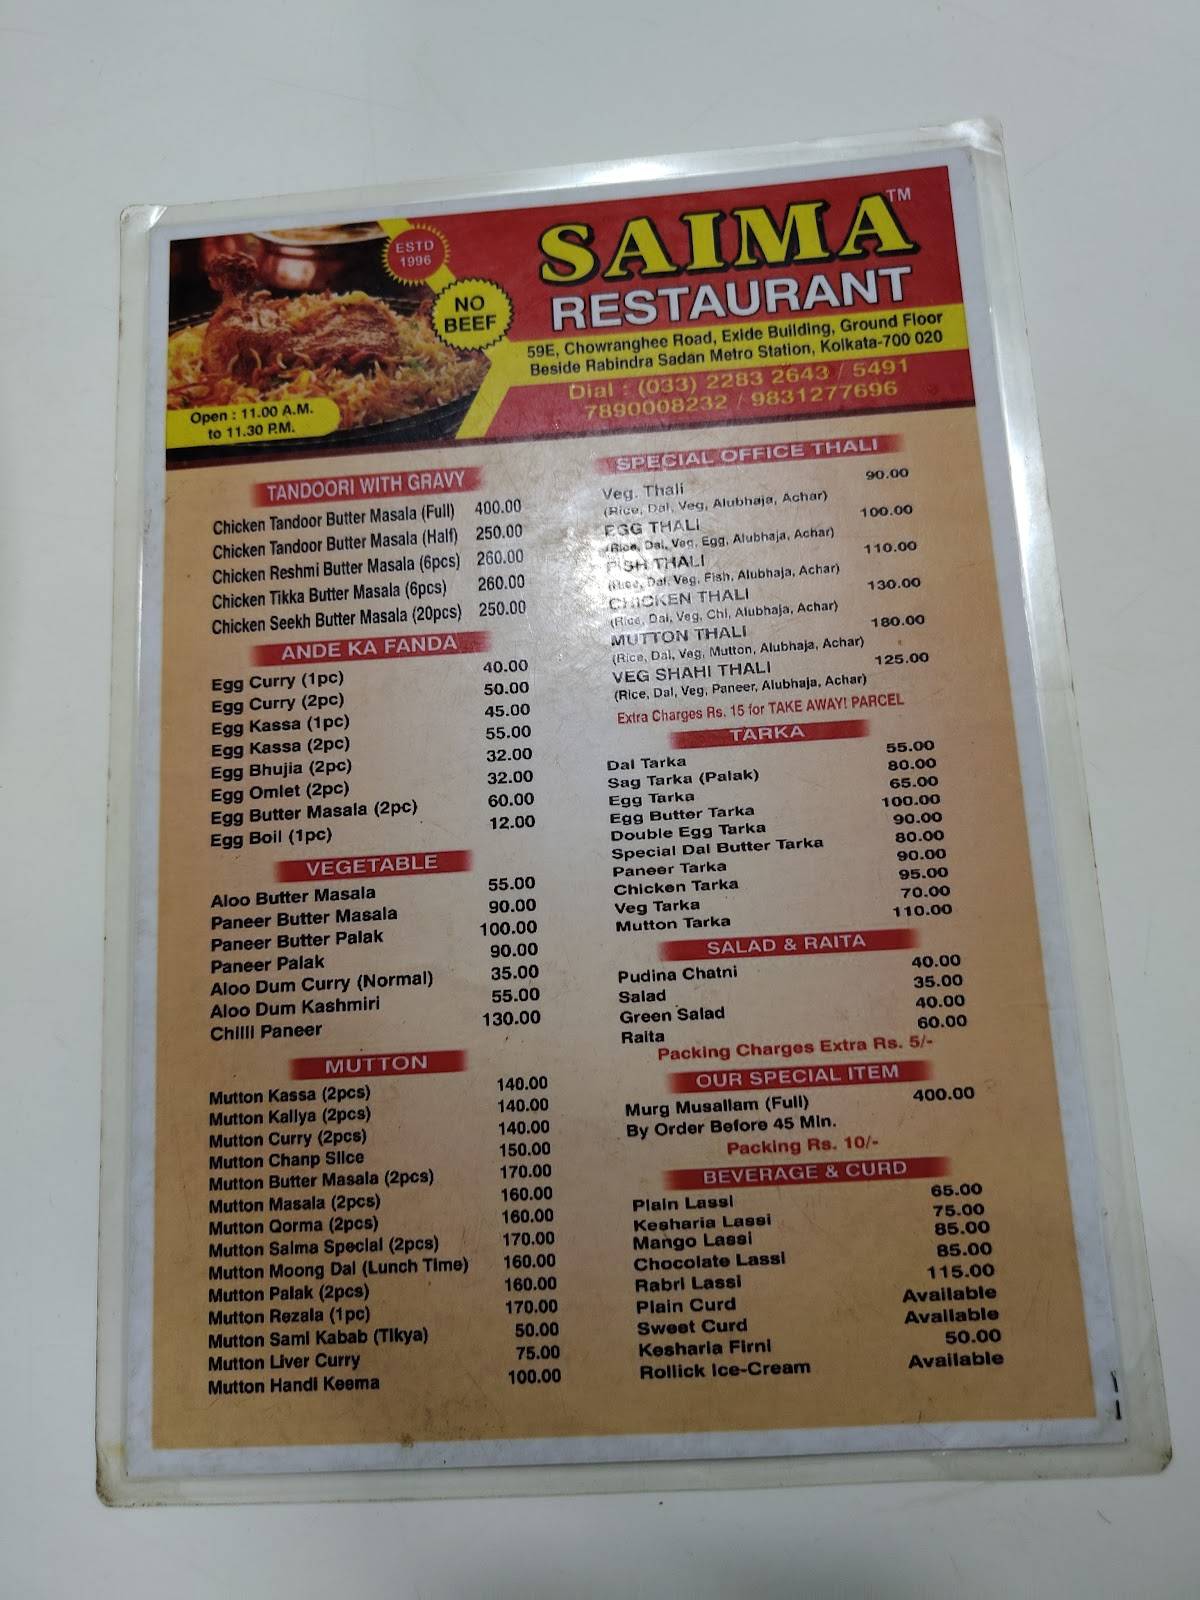 ESTD
1996
NO
BEEF
SAIMA TM
RESTAURANT
59E, Chowranghee Road, Exide Building, Ground Floor
Beside Rabindra Sadan Metro Station, Kolkata-700 020
Dial : (033) 2283 2643 / 5491
7890008232 / 9831277696
Open : 11.00 A.M.
to 11.30 P.M.
TANDOORI WITH GRAVY
Chicken Tandoor Butter Masala (Full) 400.00
Chicken Tandoor Butter Masala (Half) 250.00
Chicken Reshmi Butter Masala (6pcs) 260.00
Chicken Tikka Butter Masala (6pcs) 260.00
Chicken Seekh Butter Masala (20pcs) 250.00
ANDE KA FANDA
Egg Curry (1pc) 40.00
Egg Curry (2pc) 50.00
Egg Kassa (1pc) 45.00
Egg Kassa (2pc) 55.00
Egg Bhujia (2pc) 32.00
Egg Omlet (2pc) 32.00
Egg Butter Masala (2pc) 60.00
Egg Boil (1pc) 12.00
VEGETABLE
Aloo Butter Masala 55.00
Paneer Butter Masala 90.00
Paneer Butter Palak 100.00
Paneer Palak 90.00
Aloo Dum Curry (Normal) 35.00
Aloo Dum Kashmiri 55.00
Chilli Paneer 130.00
MUTTON
Mutton Kassa (2pcs) 140.00
Mutton Kaliya (2pcs) 140.00
Mutton Curry (2pcs) 140.00
Mutton Chanp Slice 150.00
Mutton Butter Masala (2pcs) 170.00
Mutton Masala (2pcs) 160.00
Mutton Qorma (2pcs) 160.00
Mutton Saima Special (2pcs) 170.00
Mutton Moong Dal (Lunch Time) 160.00
Mutton Palak (2pcs) 160.00
Mutton Rezala (1pc) 170.00
Mutton Sami Kabab (Tikya) 50.00
Mutton Liver Curry 75.00
Mutton Handi Keema 100.00
SPECIAL OFFICE THALI
Veg. Thali 90.00
(Rice, Dal, Veg, Alubhaja, Achar)
EGG THALI 100.00
(Rice, Dal, Veg, Egg, Alubhaja, Achar)
FISH THALI 110.00
(Rice, Dal, Veg. Fish, Alubhaja, Achar)
CHICKEN THALI 130.00
(Rice, Dal, Veg, Chi, Alubhaja, Achar)
MUTTON THALI 180.00
(Rice, Dal, Veg, Mutton, Alubhaja, Achar)
VEG SHAHI THALI 125.00
(Rice, Dal, Veg, Paneer, Alubhaja, Achar)
Extra Charges Rs. 15 for TAKE AWAY! PARCEL
TARKA
Dal Tarka 55.00
Sag Tarka (Palak) 80.00
Egg Tarka 65.00
Egg Butter Tarka 100.00
Double Egg Tarka 90.00
Special Dal Butter Tarka 80.00
Paneer Tarka 90.00
Chicken Tarka 95.00
Veg Tarka 70.00
Mutton Tarka 110.00
SALAD & RAITA
Pudina Chatni 40.00
Salad 35.00
Green Salad 40.00
Raita 60.00
Packing Charges Extra Rs. 5/-
OUR SPECIAL ITEM
Murg Musallam (Full) 400.00
By Order Before 45 Min.
Packing Rs. 10/-
BEVERAGE & CURD
Plain Lassi 65.00
Kesharia Lassi 75.00
Mango Lassi 85.00
Chocolate Lassi 85.00
Rabri Lassi 115.00
Plain Curd Available
Sweet Curd Available
Kesharia Firni 50.00
Rollick Ice-Cream Available